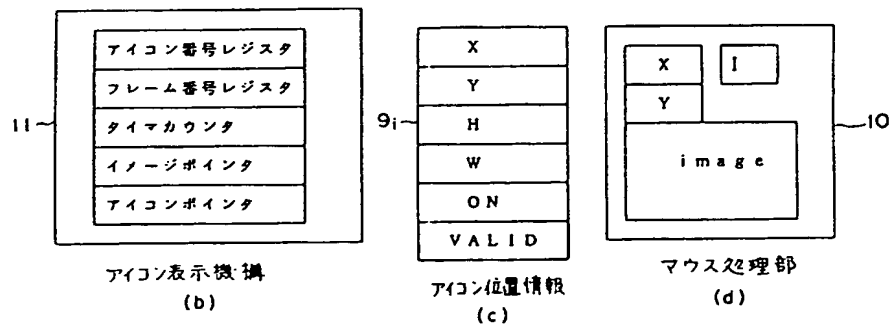 アイコン番号レジスタ
フレーム番号レジスタ
タイマカウンタ
イメージポインタ
アイコンポインタ
11
アイコン表示機構
(b)
X
Y
H
W
ON
VALID
9i
アイコン位置情報
(c)
X
I
Y
image
10
マウス処理部
(d)